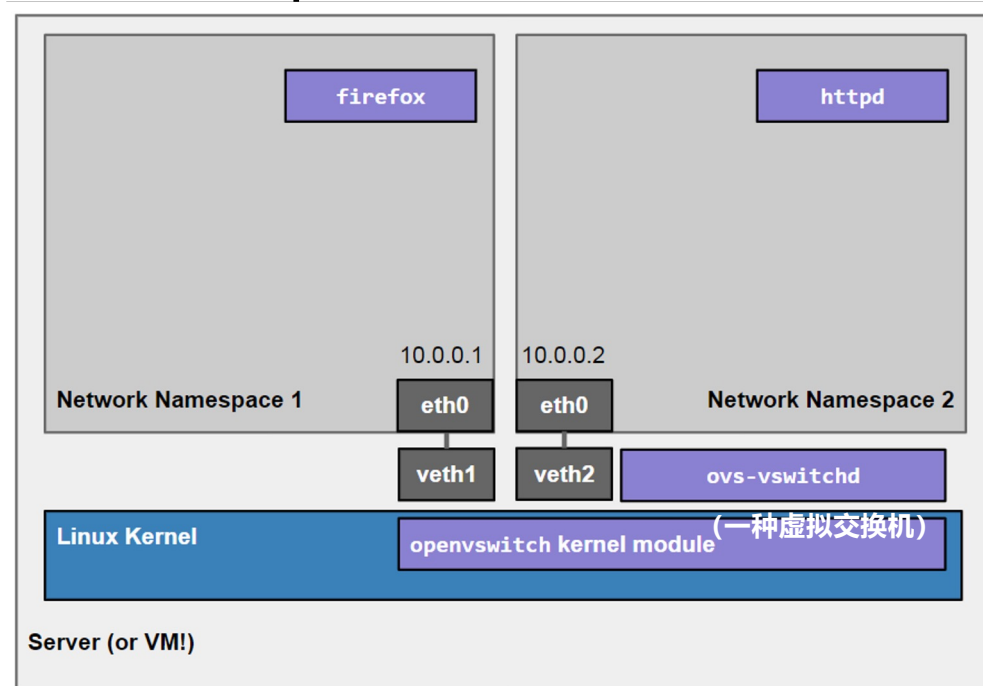 firefox
httpd
10.0.0.1
10.0.0.2
Network Namespace 1
eth0
eth0
Network Namespace 2
veth1
veth2
ovs-vswitchd
(一种虚拟交换机)
Linux Kernel
openvswitch kernel module
Server (or VM!)